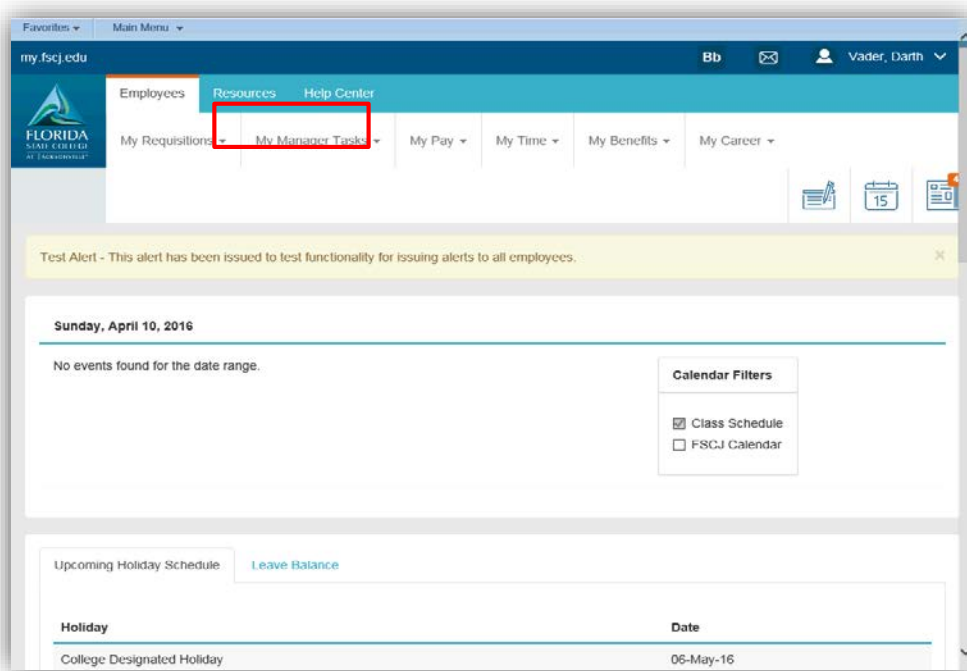 Favorites Main Menu
my.fscj.edu Bb Vader, Darth
FLORIDA
STATE COLLEGE
AT JACKSONVILLE
Employees Resources Help Center
My Requisitions My Manager Tasks My Pay My Time My Benefits My Career
15
Test Alert - This alert has been issued to test functionality for issuing alerts to all employees.
Sunday, April 10, 2016
No events found for the date range.
Calendar Filters
Class Schedule
FSCJ Calendar
Upcoming Holiday Schedule Leave Balance
Holiday Date
College Designated Holiday 06-May-16